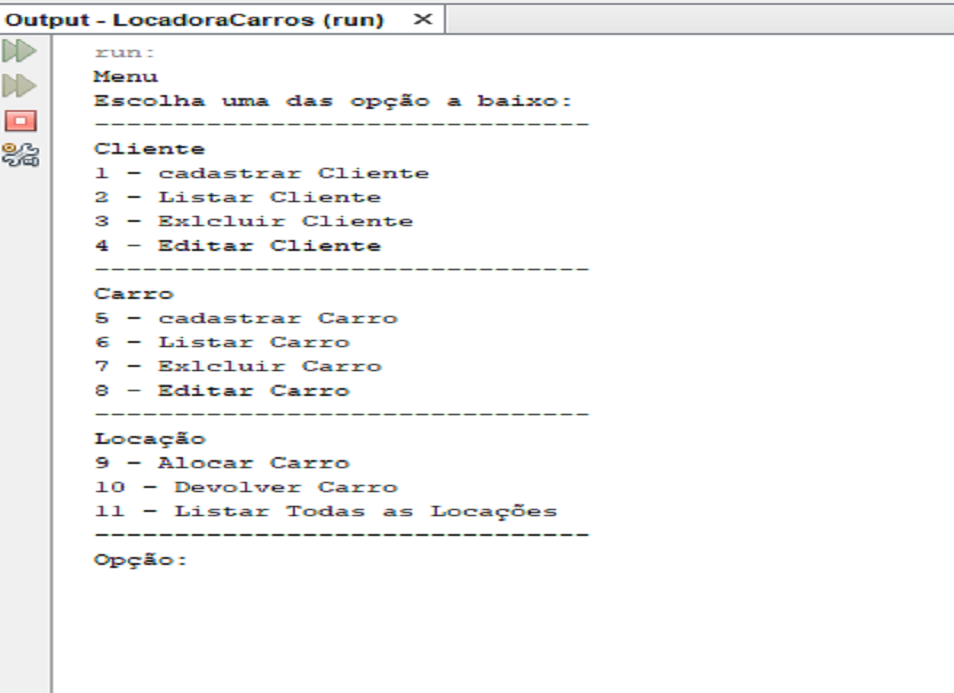 Output - LocadoraCarros (run)
run:
Menu
Escolha uma das opção a baixo:
-------------------------------
Cliente
1 - cadastrar Cliente
2 - Listar Cliente
3 - Exlcluir Cliente
4 - Editar Cliente
-------------------------------
Carro
5 - cadastrar Carro
6 - Listar Carro
7 - Exlcluir Carro
8 - Editar Carro
-------------------------------
Locação
9 - Alocar Carro
10 - Devolver Carro
11 - Listar Todas as Locações
-------------------------------
Opção: